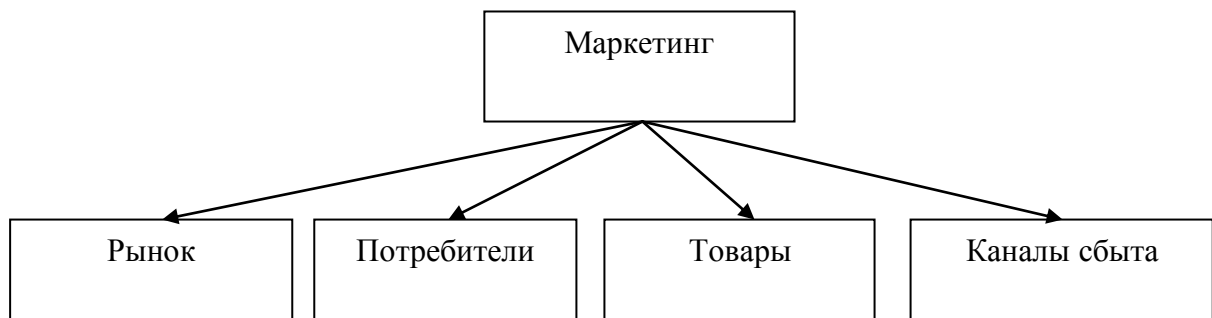 Маркетинг
Рынок
Потребители
Товары
Каналы сбыта